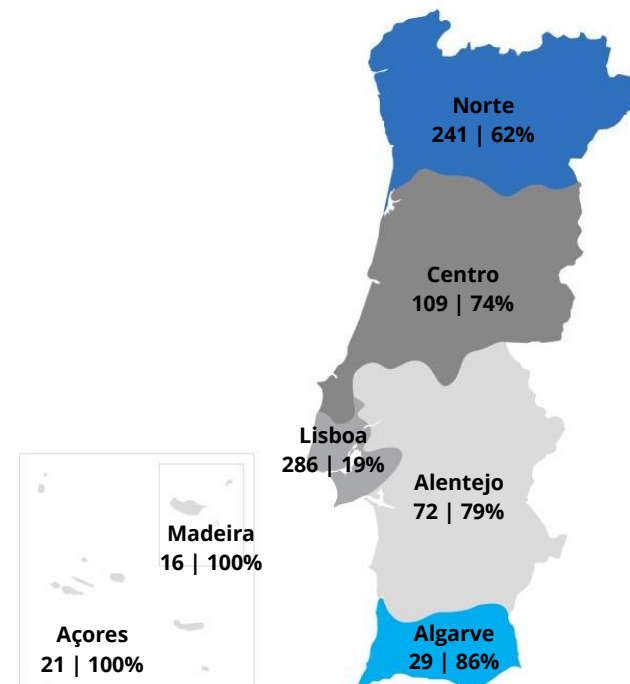 Norte
241 | 62%
Centro
109 | 74%
Lisboa
286 | 19%
Alentejo
72 | 79%
Madeira
16 | 100%
Açores
21 | 100%
Algarve
29 | 86%